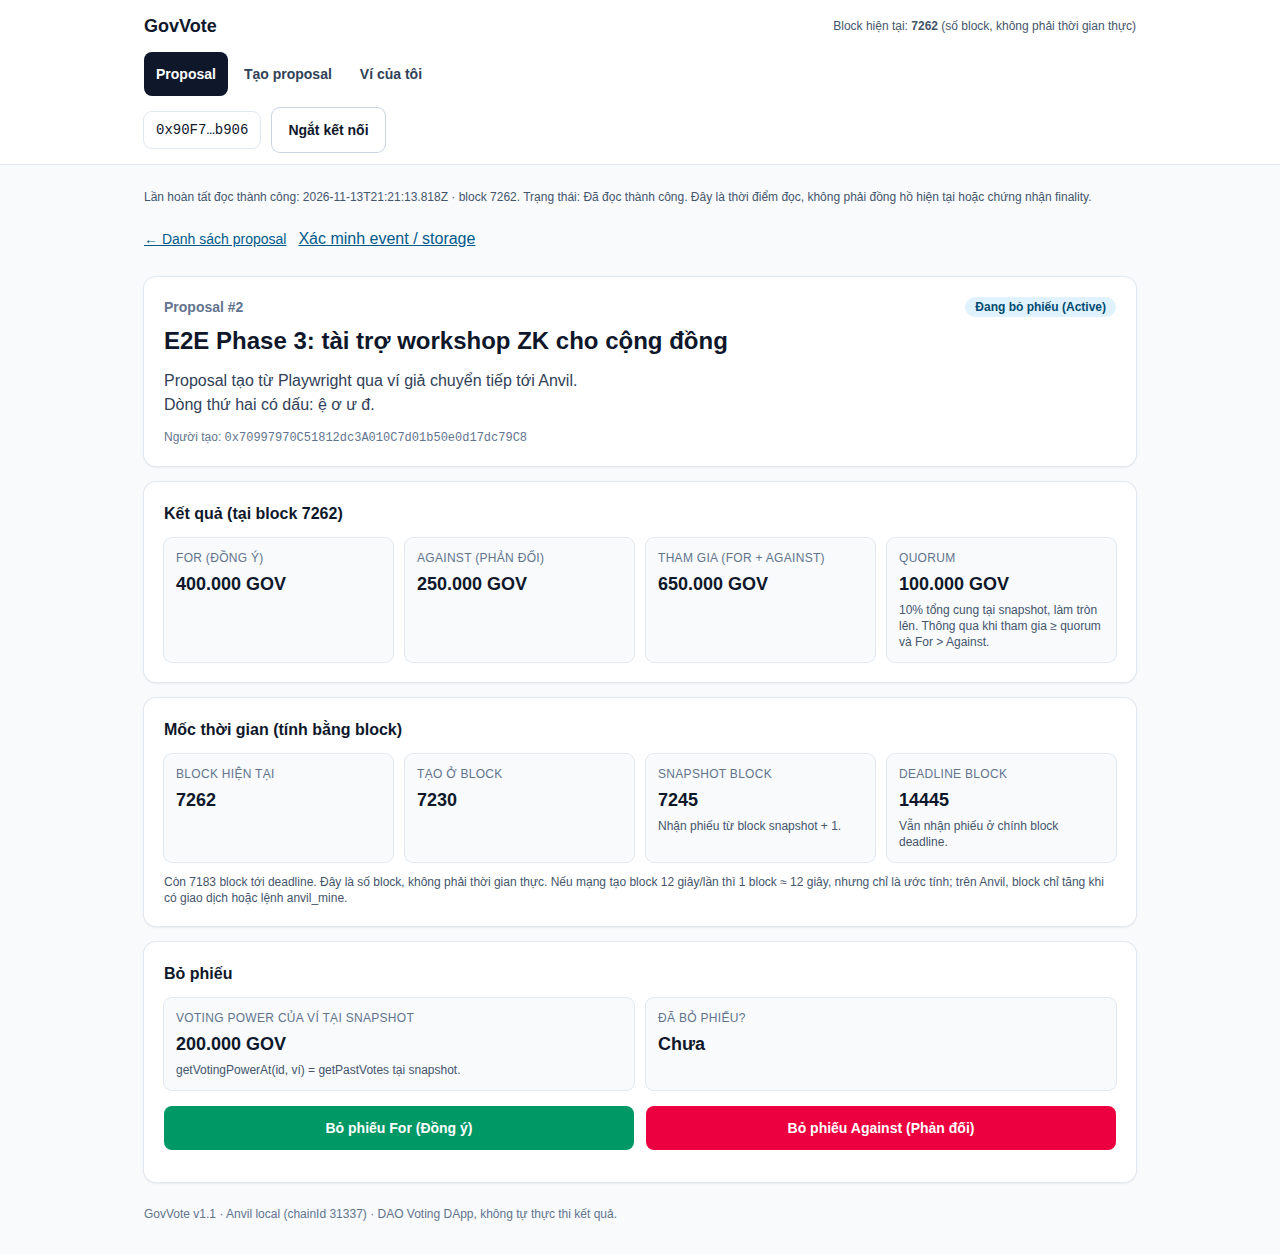 GovVote
Block hiện tại: 7262 (số block, không phải thời gian thực)
Proposal
Tạo proposal
Ví của tôi
0x90F7…b906
Ngắt kết nối
Lần hoàn tất đọc thành công: 2026-11-13T21:21:13.818Z · block 7262. Trạng thái: Đã đọc thành công. Đây là thời điểm đọc, không phải đồng hồ hiện tại hoặc chứng nhận finality.
← Danh sách proposal
Xác minh event / storage
Proposal #2
Đang bỏ phiếu (Active)
E2E Phase 3: tài trợ workshop ZK cho cộng đồng
Proposal tạo từ Playwright qua ví giả chuyển tiếp tới Anvil.
Dòng thứ hai có dấu: ệ ơ ư đ.
Người tạo: 0x70997970C51812dc3A010C7d01b50e0d17dc79C8
Kết quả (tại block 7262)
FOR (ĐỒNG Ý)
400.000 GOV
AGAINST (PHẢN ĐỐI)
250.000 GOV
THAM GIA (FOR + AGAINST)
650.000 GOV
QUORUM
100.000 GOV
10% tổng cung tại snapshot, làm tròn
lên. Thông qua khi tham gia ≥ quorum
và For > Against.
Mốc thời gian (tính bằng block)
BLOCK HIỆN TẠI
7262
TẠO Ở BLOCK
7230
SNAPSHOT BLOCK
7245
Nhận phiếu từ block snapshot + 1.
DEADLINE BLOCK
14445
Vẫn nhận phiếu ở chính block
deadline.
Còn 7183 block tới deadline. Đây là số block, không phải thời gian thực. Nếu mạng tạo block 12 giây/lần thì 1 block ≈ 12 giây, nhưng chỉ là ước tính; trên Anvil, block chỉ tăng khi
có giao dịch hoặc lệnh anvil_mine.
Bỏ phiếu
VOTING POWER CỦA VÍ TẠI SNAPSHOT
200.000 GOV
getVotingPowerAt(id, ví) = getPastVotes tại snapshot.
ĐÃ BỎ PHIẾU?
Chưa
Bỏ phiếu For (Đồng ý)
Bỏ phiếu Against (Phản đối)
GovVote v1.1 · Anvil local (chainId 31337) · DAO Voting DApp, không tự thực thi kết quả.